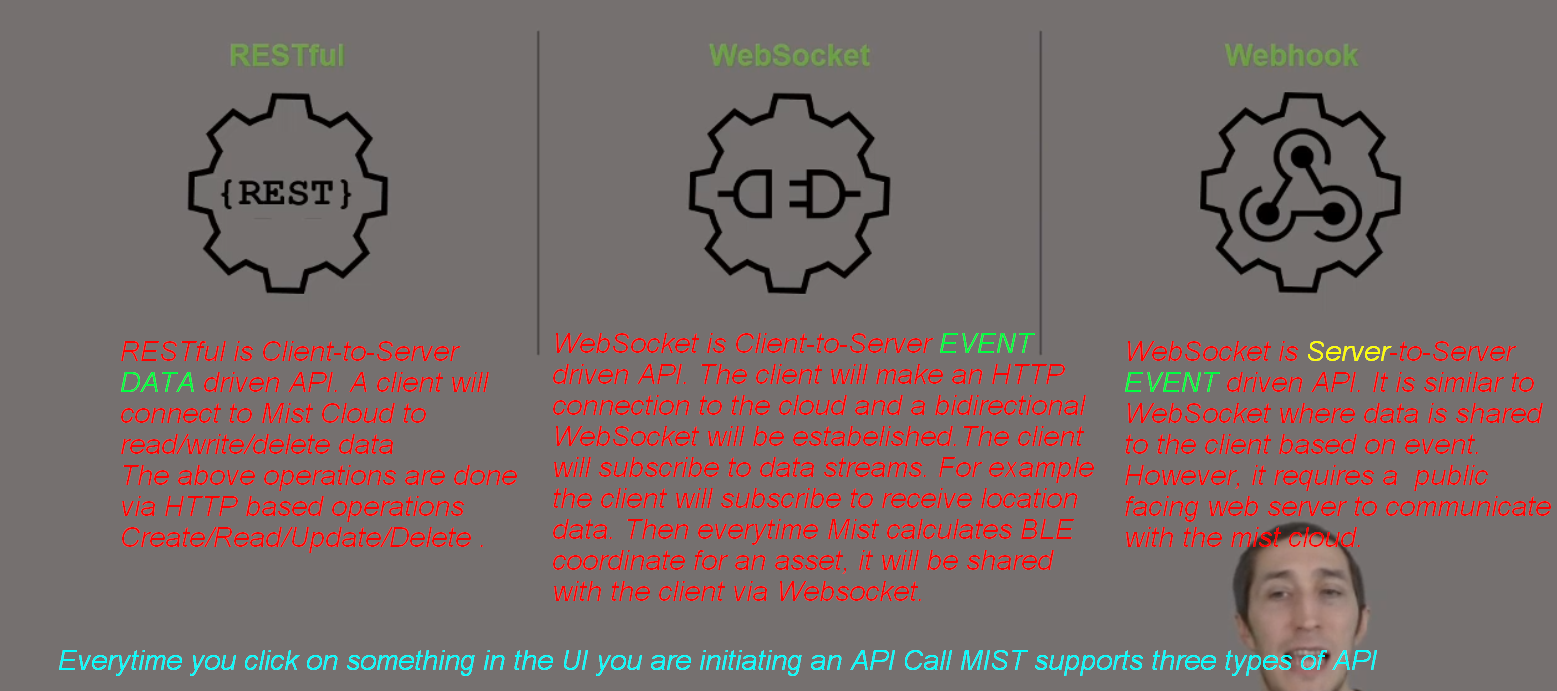 RESTful
{REST}
RESTful is Client-to-Server
DATA driven API. A client will
connect to Mist Cloud to
read/write/delete data
The above operations are done
via HTTP based operations
Create/Read/Update/Delete .
WebSocket
WebSocket is Client-to-Server EVENT
driven API. The client will make an HTTP
connection to the cloud and a bidirectional
WebSocket will be estabelished.The client
will subscribe to data streams. For example
the client will subscribe to receive location
data. Then everytime Mist calculates BLE
coordinate for an asset, it will be shared
with the client via Websocket.
Webhook
WebSocket is Server-to-Server
EVENT driven API. It is similar to
WebSocket where data is shared
to the client based on event.
However, it requires a public
facing web server to communicate
with the mist cloud.
Everytime you click on something in the UI you are initiating an API Call MIST supports three types of API